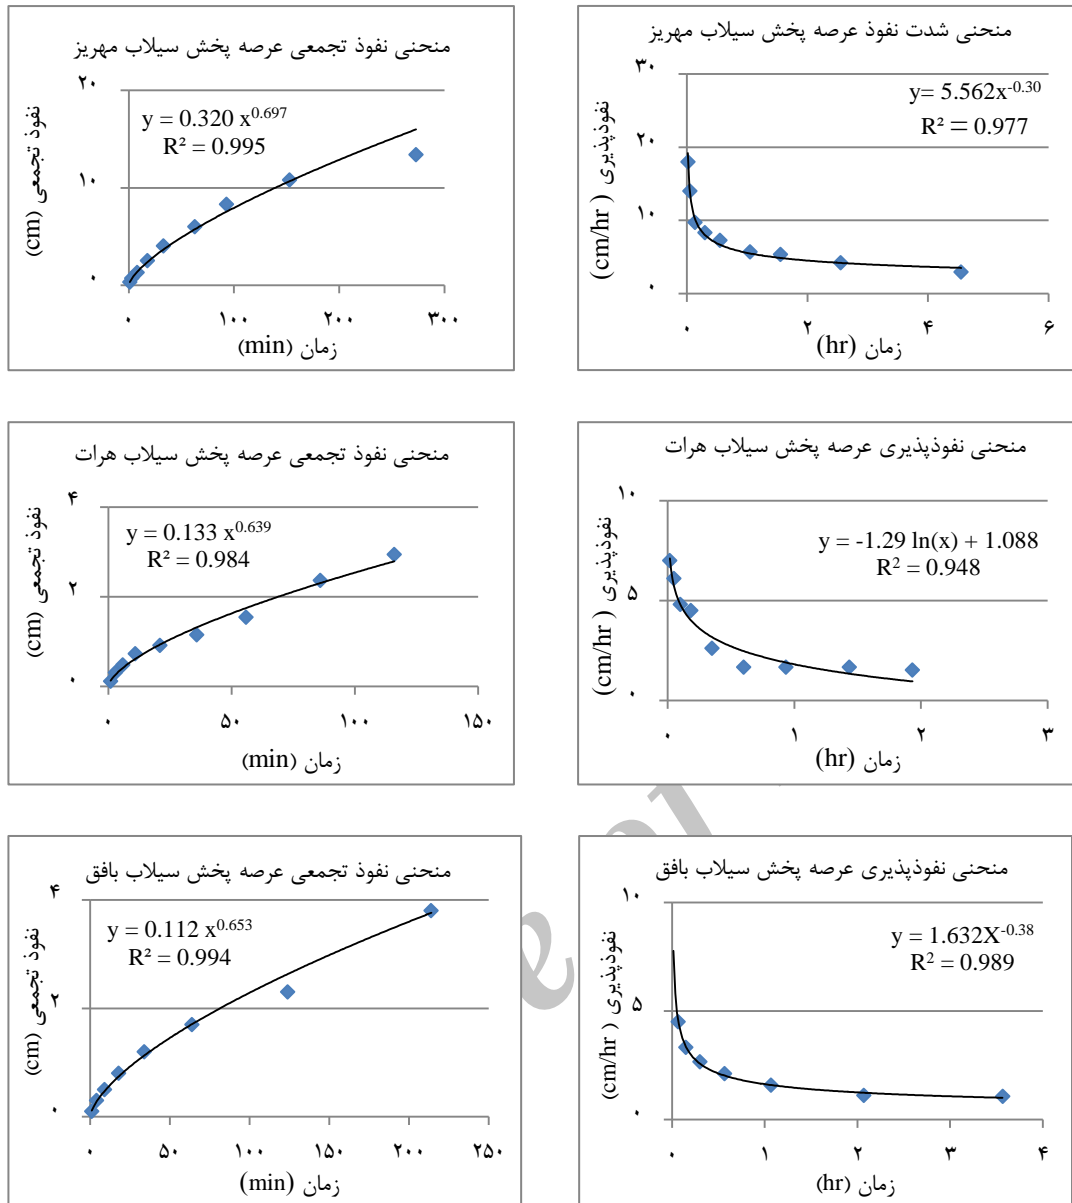 منحنی نفوذ تجمعی عرصه پخش سیلاب مهریز
y = 0.320 x^0.697
R² = 0.995
نفوذ تجمعی (cm)
۲۰
۱۰
۰
۰ ۱۰۰ ۲۰۰ ۳۰۰
زمان (min)
منحنی شدت نفوذ عرصه پخش سیلاب مهریز
y= 5.562x^-0.30
R² = 0.977
نفوذپذیری (cm/hr)
۳۰
۲۰
۱۰
۰
۰ ۲ ۴ ۶
زمان (hr)
منحنی نفوذ تجمعی عرصه پخش سیلاب هرات
y = 0.133 x^0.639
R² = 0.984
نفوذ تجمعی (cm)
۴
۲
۰
۰ ۵۰ ۱۰۰ ۱۵۰
زمان (min)
منحنی نفوذپذیری عرصه پخش سیلاب هرات
y = -1.29 ln(x) + 1.088
R² = 0.948
نفوذپذیری (cm/hr)
۱۰
۵
۰
۰ ۱ ۲ ۳
زمان (hr)
منحنی نفوذ تجمعی عرصه پخش سیلاب بافق
y = 0.112 x^0.653
R² = 0.994
نفوذ تجمعی (cm)
۴
۲
۰
۰ ۵۰ ۱۰۰ ۱۵۰ ۲۰۰ ۲۵۰
زمان (min)
منحنی نفوذپذیری عرصه پخش سیلاب بافق
y = 1.632X^-0.38
R² = 0.989
نفوذپذیری (cm/hr)
۱۰
۵
۰
۰ ۱ ۲ ۳ ۴
زمان (hr)